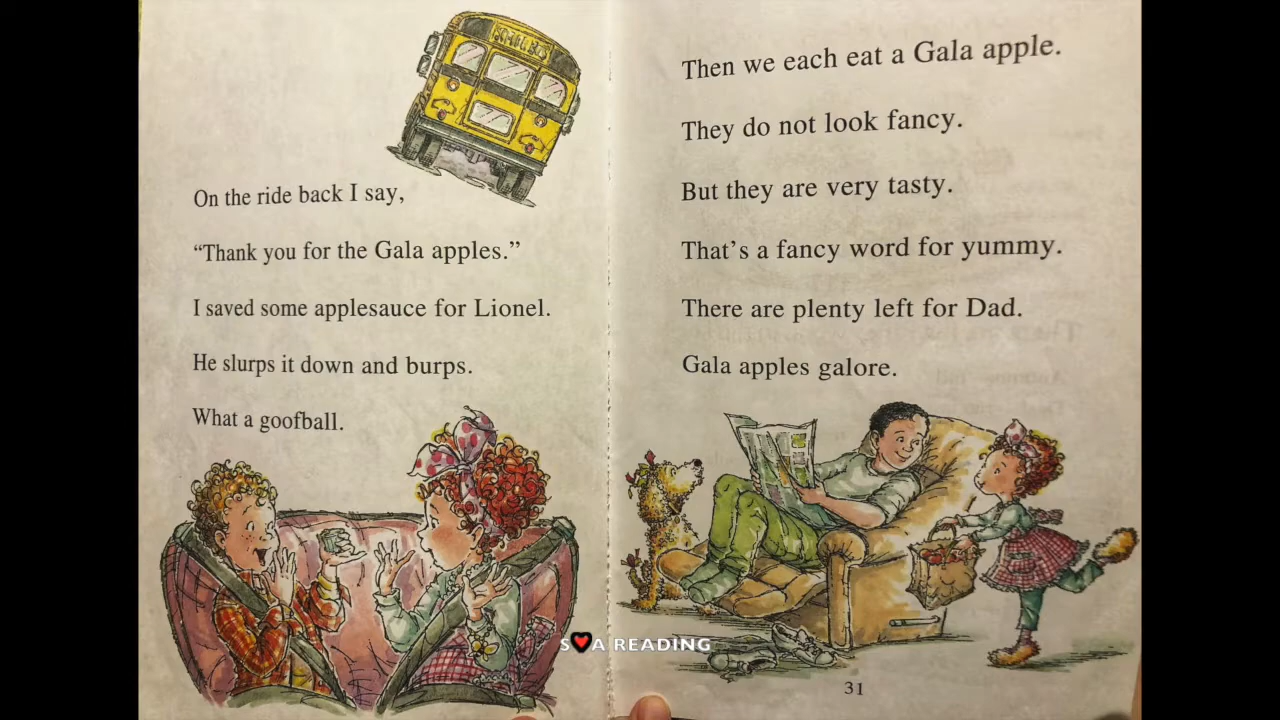 SCHOOL BUS
On the ride back I say,
“Thank you for the Gala apples.”
I saved some applesauce for Lionel.
He slurps it down and burps.
What a goofball.
Then we each eat a Gala apple.
They do not look fancy.
But they are very tasty.
That’s a fancy word for yummy.
There are plenty left for Dad.
Gala apples galore.
S❤A READING
31